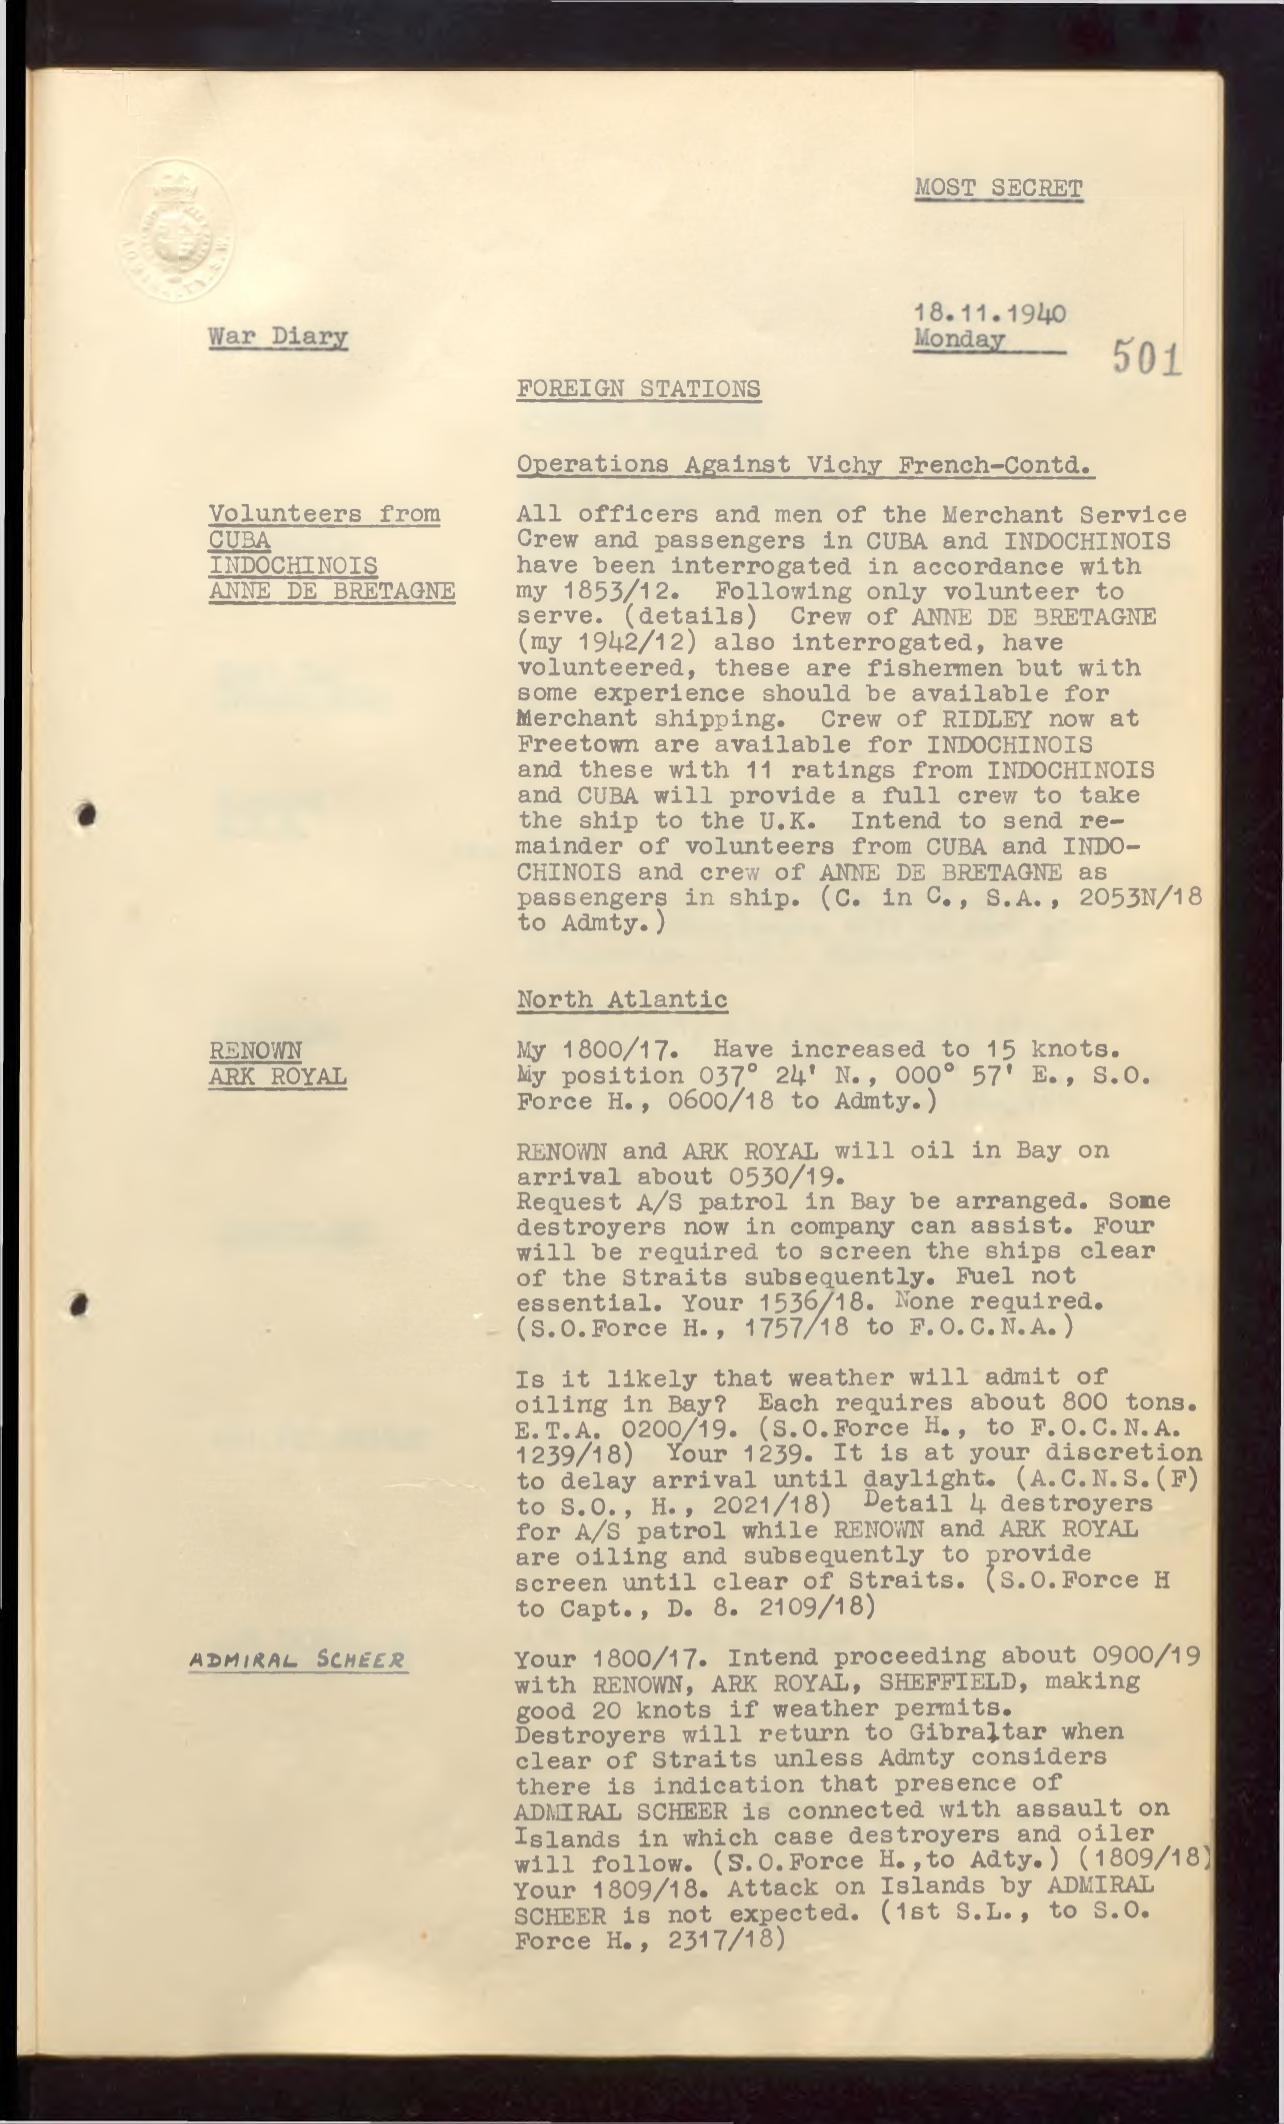 MOST SECRET
18.11.1940
War Diary
Monday
501
FOREIGN STATIONS
Operations Against Vichy French-Contd.
Volunteers from
CUBA
INDOCHINOIS
ANNE DE BRETAGNE
All officers and men of the Merchant Service
Crew and passengers in CUBA and INDOCHINOIS
have been interrogated in accordance with
my 1853/12.  Following only volunteer to
serve. (details)  Crew of ANNE DE BRETAGNE
(my 1942/12) also interrogated, have
volunteered, these are fishermen but with
some experience should be available for
Merchant shipping.  Crew of RIDLEY now at
Freetown are available for INDOCHINOIS
and these with 11 ratings from INDOCHINOIS
and CUBA will provide a full crew to take
the ship to the U.K.  Intend to send re-
mainder of volunteers from CUBA and INDO-
CHINOIS and crew of ANNE DE BRETAGNE as
passengers in ship. (C. in C., S.A., 2053N/18
to Admty.)
North Atlantic
RENOWN
ARK ROYAL
My 1800/17.  Have increased to 15 knots.
My position 037° 24' N., 000° 57' E., S.O.
Force H., 0600/18 to Admty.)
RENOWN and ARK ROYAL will oil in Bay on
arrival about 0530/19.
Request A/S patrol in Bay be arranged. Some
destroyers now in company can assist. Four
will be required to screen the ships clear
of the Straits subsequently. Fuel not
essential. Your 1536/18. None required.
(S.O.Force H., 1757/18 to F.O.C.N.A.)
Is it likely that weather will admit of
oiling in Bay?  Each requires about 800 tons.
E.T.A. 0200/19. (S.O.Force H., to F.O.C.N.A.
1239/18)  Your 1239. It is at your discretion
to delay arrival until daylight. (A.C.N.S.(F)
to S.O., H., 2021/18)  Detail 4 destroyers
for A/S patrol while RENOWN and ARK ROYAL
are oiling and subsequently to provide
screen until clear of Straits. (S.O.Force H
to Capt., D. 8. 2109/18)
ADMIRAL SCHEER
Your 1800/17. Intend proceeding about 0900/19
with RENOWN, ARK ROYAL, SHEFFIELD, making
good 20 knots if weather permits.
Destroyers will return to Gibraltar when
clear of Straits unless Admty considers
there is indication that presence of
ADMIRAL SCHEER is connected with assault on
Islands in which case destroyers and oiler
will follow. (S.O.Force H.,to Adty.) (1809/18)
Your 1809/18. Attack on Islands by ADMIRAL
SCHEER is not expected. (1st S.L., to S.O.
Force H., 2317/18)